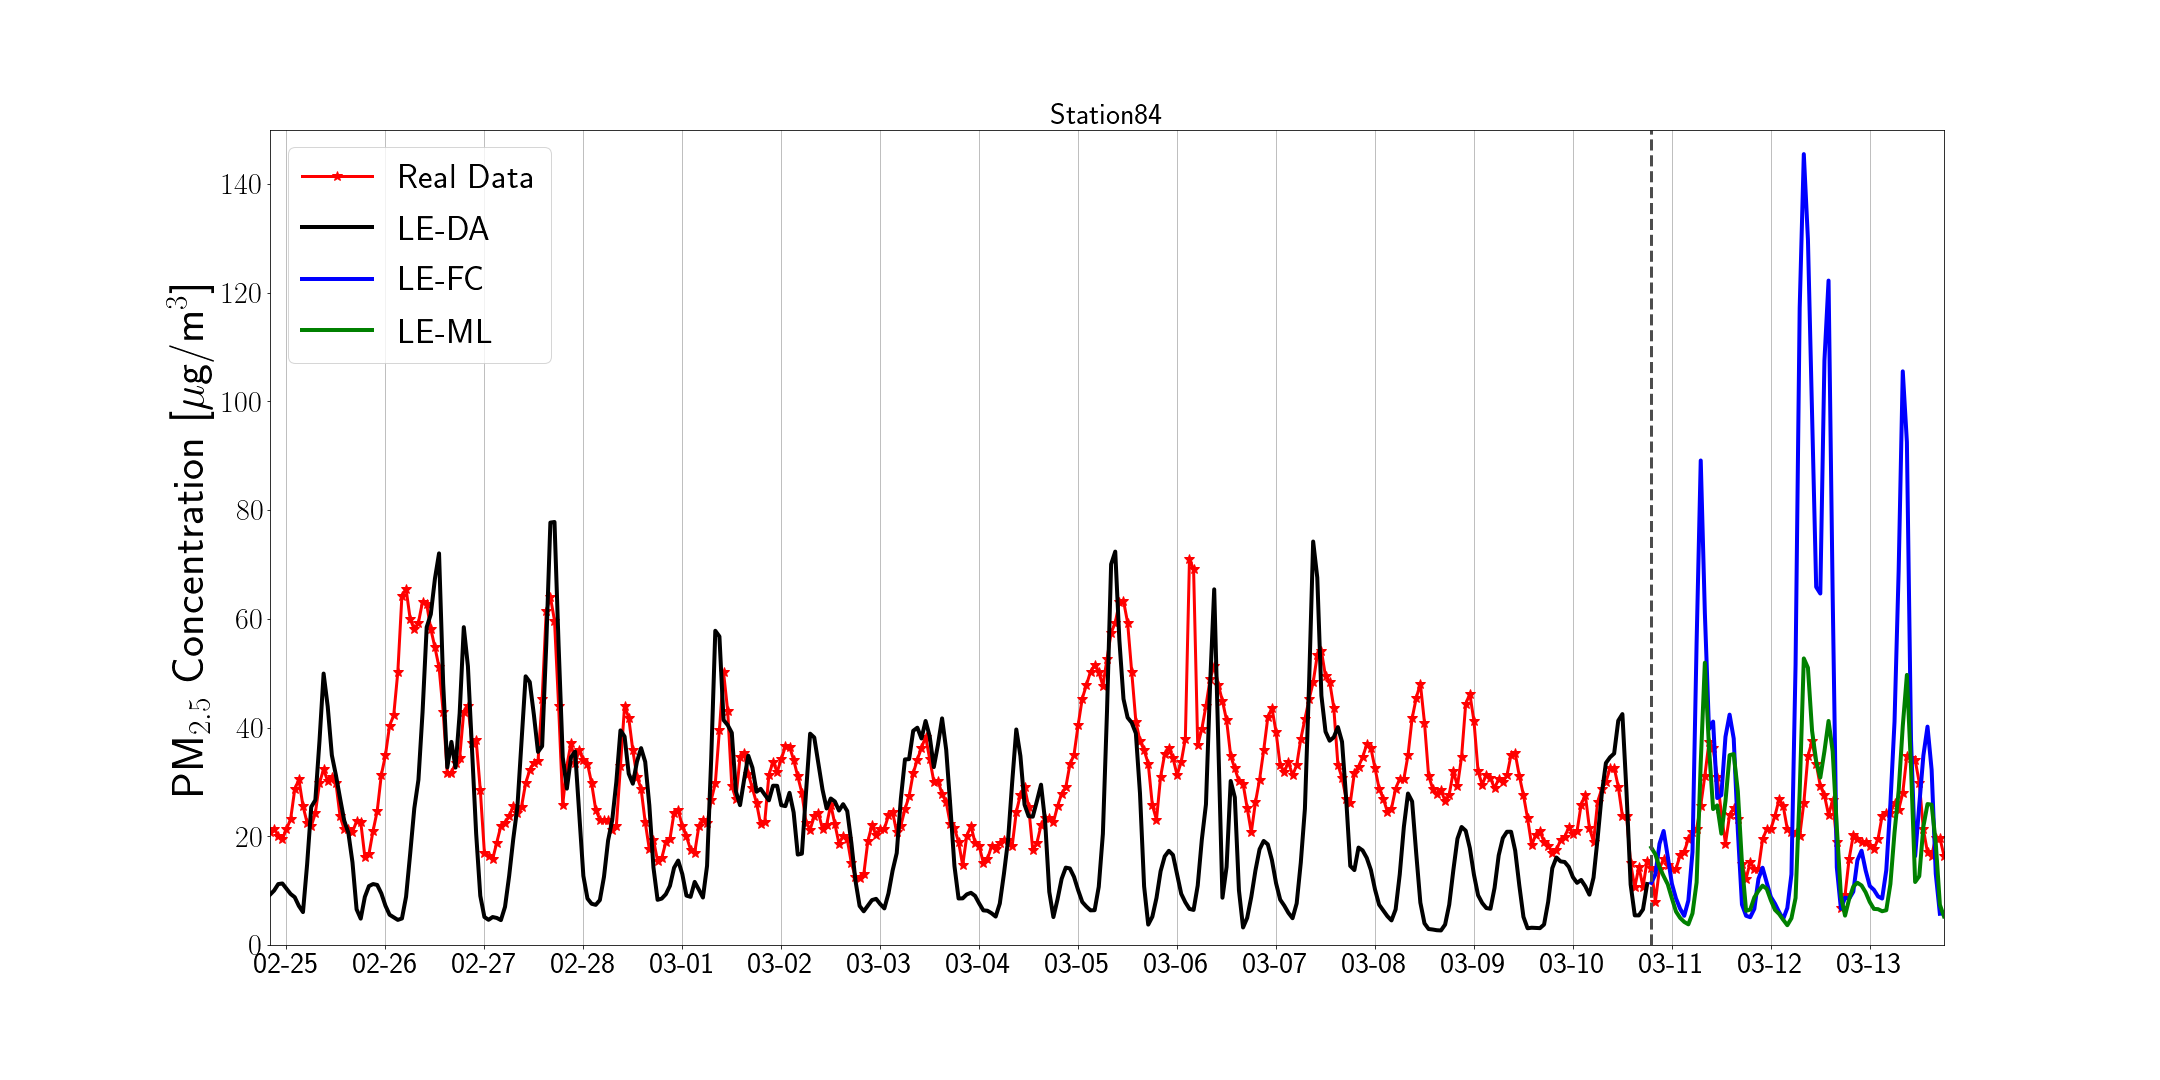 Station84
Real Data
LE-DA
LE-FC
LE-ML
PM2.5 Concentration [μg/m³]
140
120
100
80
60
40
20
0
02-25 02-26 02-27 02-28 03-01 03-02 03-03 03-04 03-05 03-06 03-07 03-08 03-09 03-10 03-11 03-12 03-13